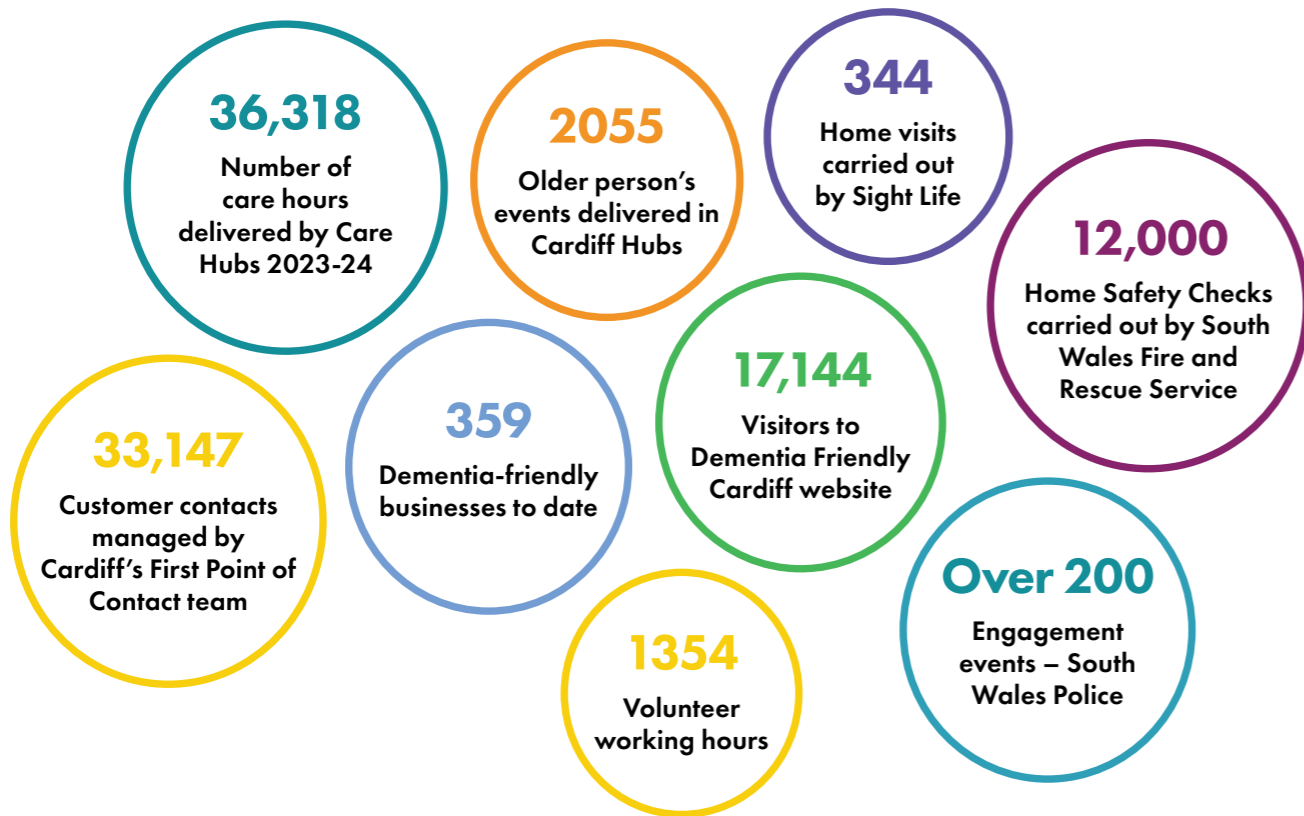 36,318
Number of
care hours
delivered by Care
Hubs 2023-24
2055
Older person’s
events delivered in
Cardiff Hubs
344
Home visits
carried out
by Sight Life
12,000
Home Safety Checks
carried out by South
Wales Fire and
Rescue Service
33,147
Customer contacts
managed by
Cardiff’s First Point of
Contact team
359
Dementia-friendly
businesses to date
17,144
Visitors to
Dementia Friendly
Cardiff website
1354
Volunteer
working hours
Over 200
Engagement
events – South
Wales Police